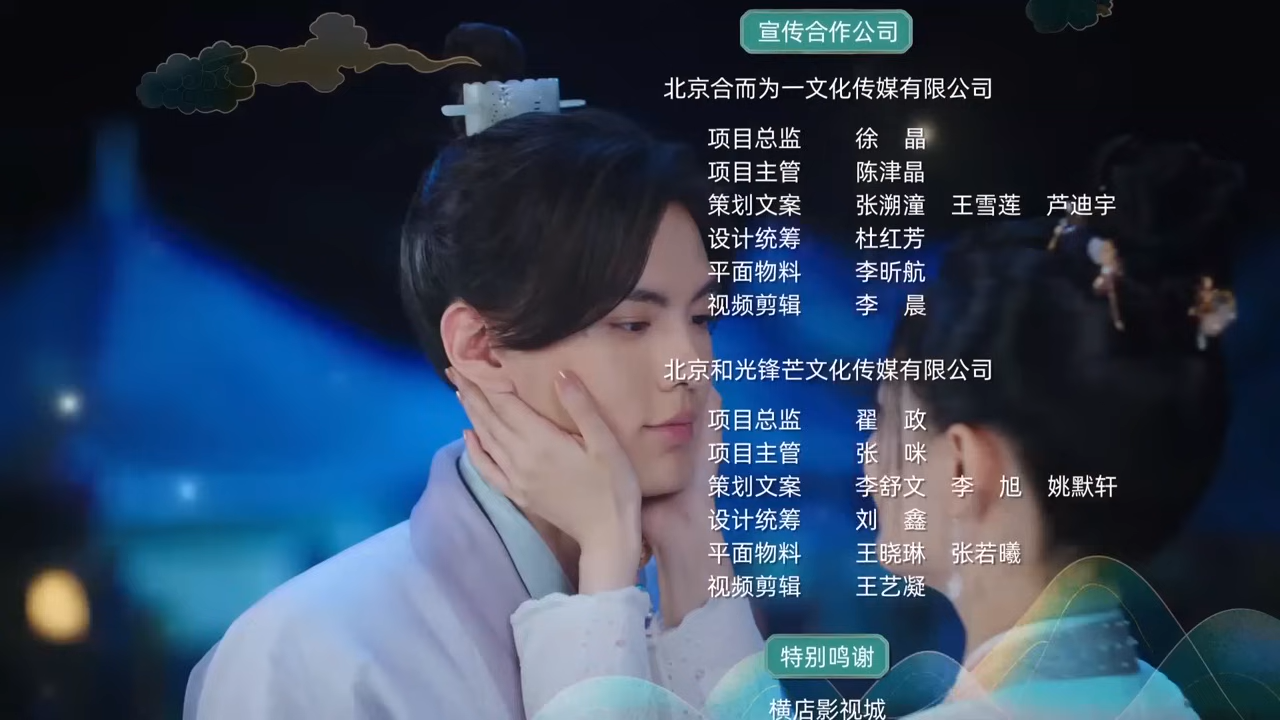 宣传合作公司
北京合而为一文化传媒有限公司
项目总监 徐 晶
项目主管 陈津晶
策划文案 张溯潼 王雪莲 芦迪宇
设计统筹 杜红芳
平面物料 李昕航
视频剪辑 李 晨
北京和光锋芒文化传媒有限公司
项目总监 翟 政
项目主管 张 咪
策划文案 李舒文 李 旭 姚默轩
设计统筹 刘 鑫
平面物料 王晓琳 张若曦
视频剪辑 王艺凝
特别鸣谢
横店影视城